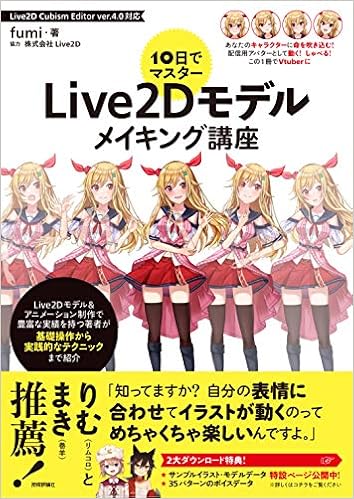 Live2D Cubism Editor ver.4.0対応
fumi・著
協力 株式会社Live2D
あなたのキャラクターに命を吹き込む!
配信用アバターとして動く!しゃべる!
この1冊でVtuberに
10日で
マスター
Live2Dモデル
メイキング講座
Live2Dモデル&
アニメーション制作で
豊富な実績を持つ著者が
基礎操作から
実践的なテクニック
まで紹介
りむ(リムコロ)と
まき(巻羊)
推薦!
「知ってますか? 自分の表情に
合わせてイラストが動くのって
めちゃくちゃ楽しいんですよ。」
2大ダウンロード特典!
サンプルイラスト・モデルデータ
35パターンのボイスデータ
特設ページ公開中!
技術評論社